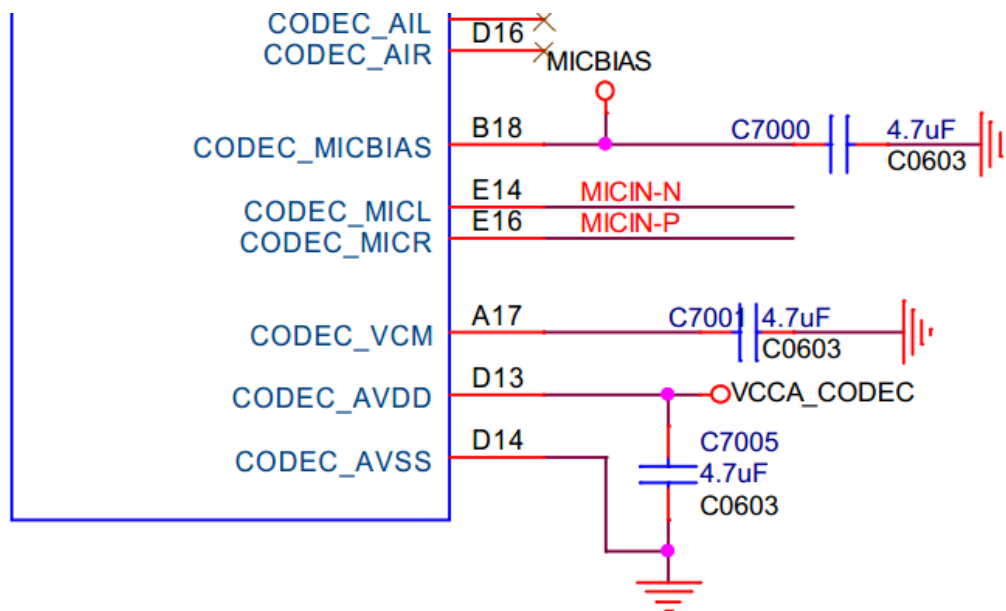 CODEC_AIL
D16
CODEC_AIR
MICBIAS
B18
C7000
4.7uF
CODEC_MICBIAS
C0603
E14
MICIN-N
CODEC_MICL
E16
MICIN-P
CODEC_MICR
A17
C7001
4.7uF
CODEC_VCM
C0603
D13
CODEC_AVDD
VCCA_CODEC
D14
C7005
CODEC_AVSS
4.7uF
C0603